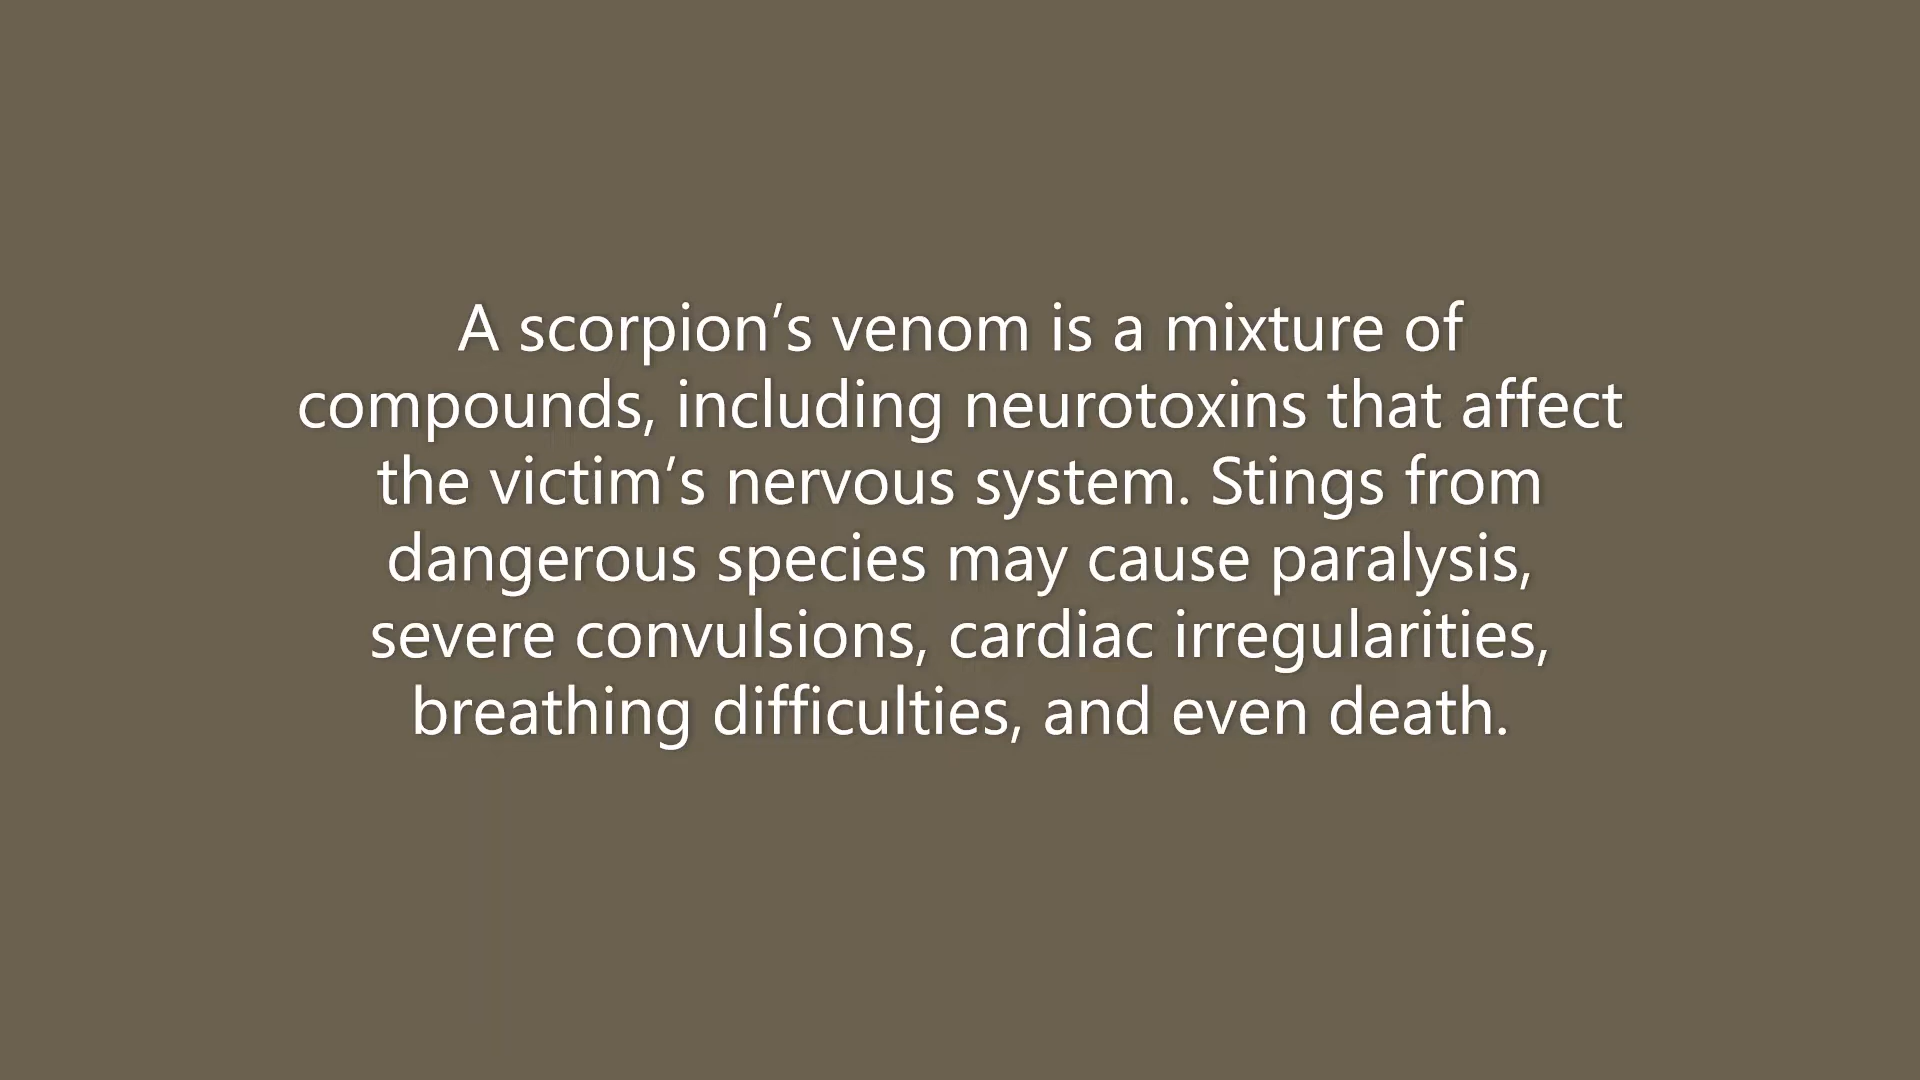 A scorpion’s venom is a mixture of
compounds, including neurotoxins that affect
the victim’s nervous system. Stings from
dangerous species may cause paralysis,
severe convulsions, cardiac irregularities,
breathing difficulties, and even death.